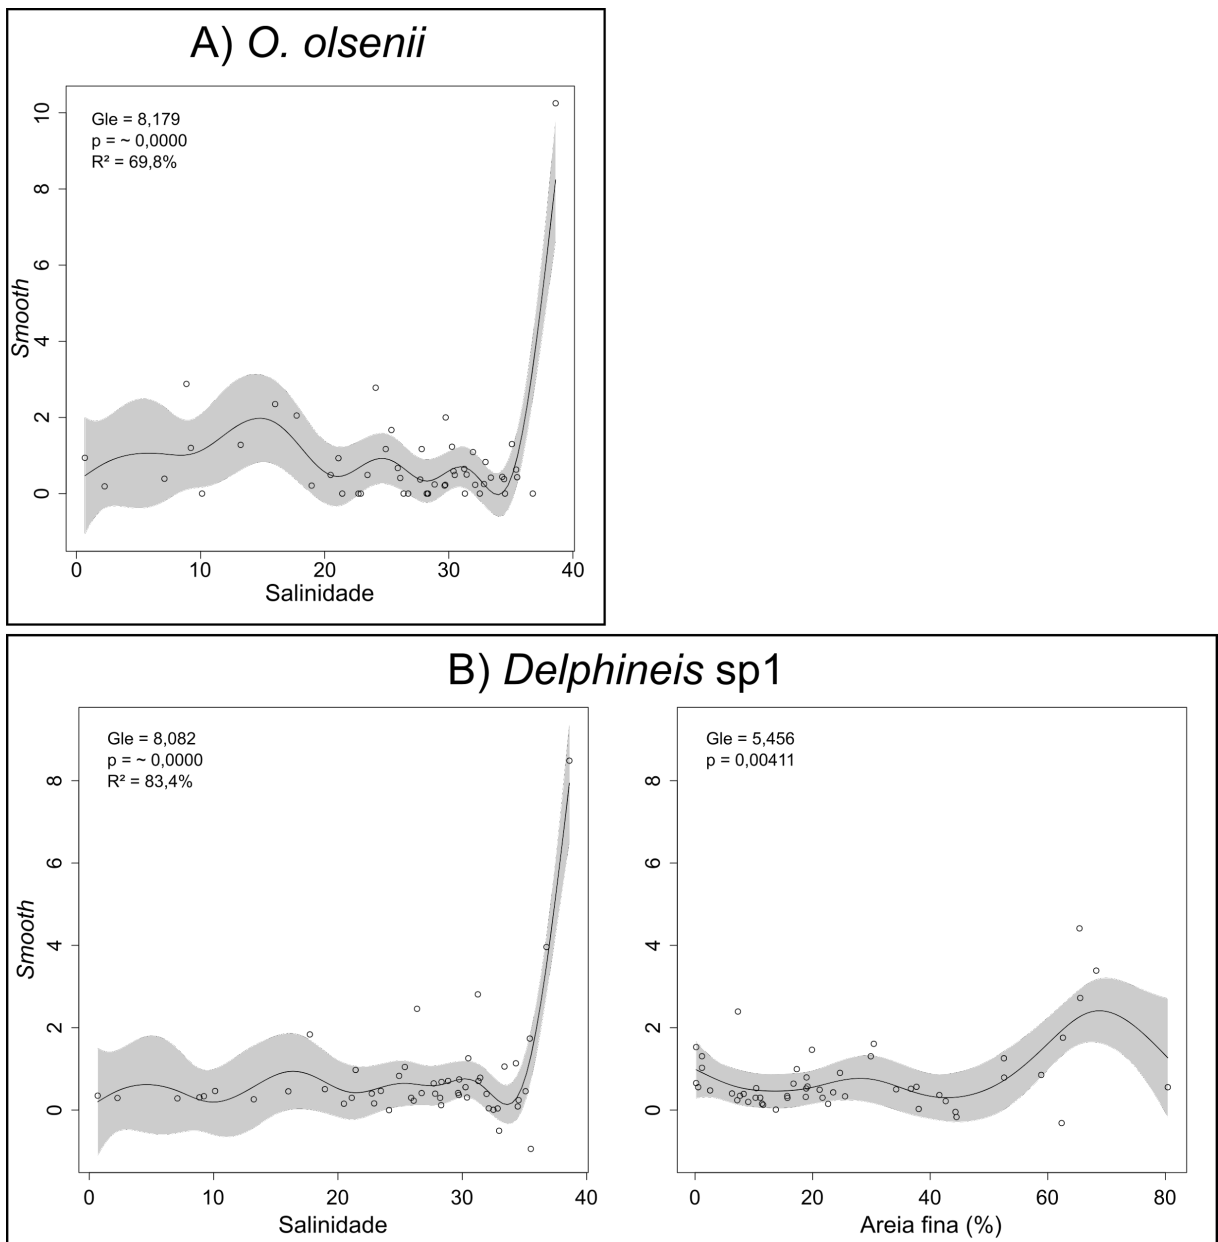 A) O. olsenii
Gle = 8,179
p = ~ 0,0000
R² = 69,8%
10
8
6
4
2
0
Smooth
0 10 20 30 40
Salinidade
B) Delphineis sp1
Gle = 8,082
p = ~ 0,0000
R² = 83,4%
8
6
4
2
0
Smooth
0 10 20 30 40
Salinidade
Gle = 5,456
p = 0,00411
8
6
4
2
0
0 20 40 60 80
Areia fina (%)